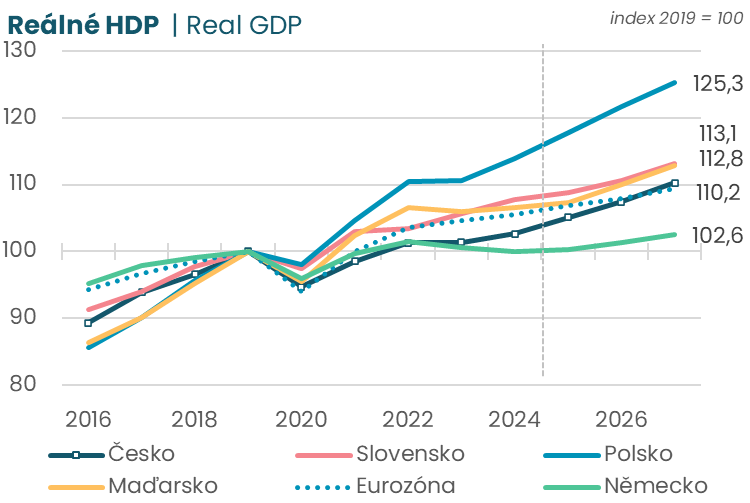 Reálné HDP | Real GDP
index 2019 = 100
130
120
110
100
90
80
125,3
113,1
112,8
110,2
102,6
2016 2018 2020 2022 2024 2026
Česko Slovensko Polsko
Maďarsko Eurozóna Německo